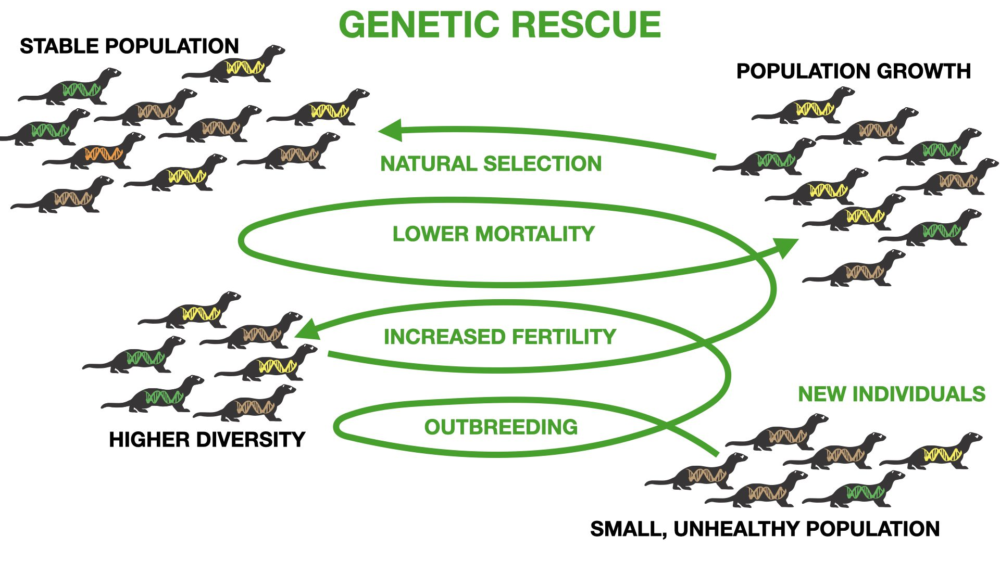 GENETIC RESCUE
STABLE POPULATION
POPULATION GROWTH
NATURAL SELECTION
LOWER MORTALITY
INCREASED FERTILITY
NEW INDIVIDUALS
OUTBREEDING
HIGHER DIVERSITY
SMALL, UNHEALTHY POPULATION